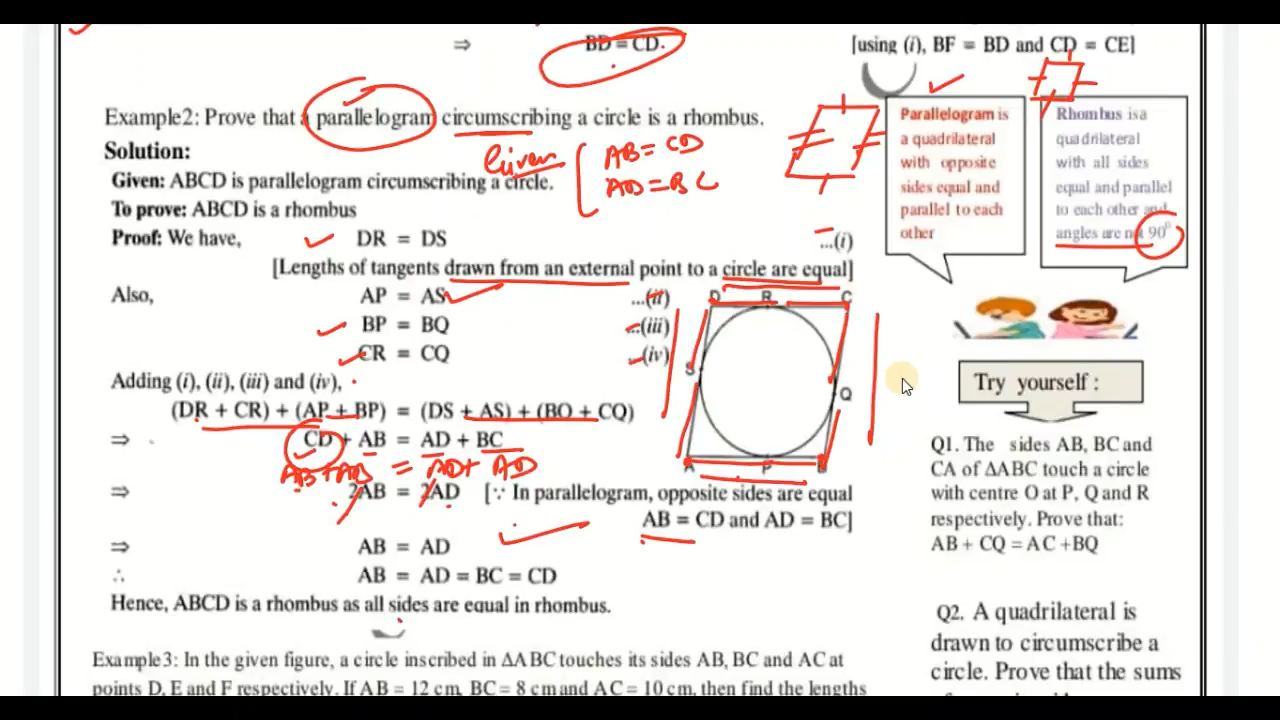 ⇒ BD = CD. [using (i), BF = BD and CD = CE]
Example2: Prove that a parallelogram circumscribing a circle is a rhombus.
Solution:
Given
AB = CD
AD = BC
Given: ABCD is parallelogram circumscribing a circle.
To prove: ABCD is a rhombus
Proof: We have, DR = DS ...(i)
[Lengths of tangents drawn from an external point to a circle are equal]
Also, AP = AS ...(ii)
BP = BQ ...(iii)
CR = CQ ...(iv)
Adding (i), (ii), (iii) and (iv),
(DR + CR) + (AP + BP) = (DS + AS) + (BQ + CQ)
⇒ CD + AB = AD + BC
AB + AB = AD + AD
⇒ 2AB = 2AD [∵ In parallelogram, opposite sides are equal
AB = CD and AD = BC]
⇒ AB = AD
∴ AB = AD = BC = CD
Hence, ABCD is a rhombus as all sides are equal in rhombus.
D R C
S
Q
A P B
Parallelogram is
a quadrilateral
with opposite
sides equal and
parallel to each
other
Rhombus is a
quadrilateral
with all sides
equal and parallel
to each other and
angles are not 90°
Try yourself :
Q1. The sides AB, BC and
CA of ΔABC touch a circle
with centre O at P, Q and R
respectively. Prove that:
AB + CQ = AC + BQ
Q2. A quadrilateral is
drawn to circumscribe a
circle. Prove that the sums
Example3: In the given figure, a circle inscribed in ΔABC touches its sides AB, BC and AC at
points D, E and F respectively. If AB = 12 cm, BC = 8 cm and AC = 10 cm, then find the lengths